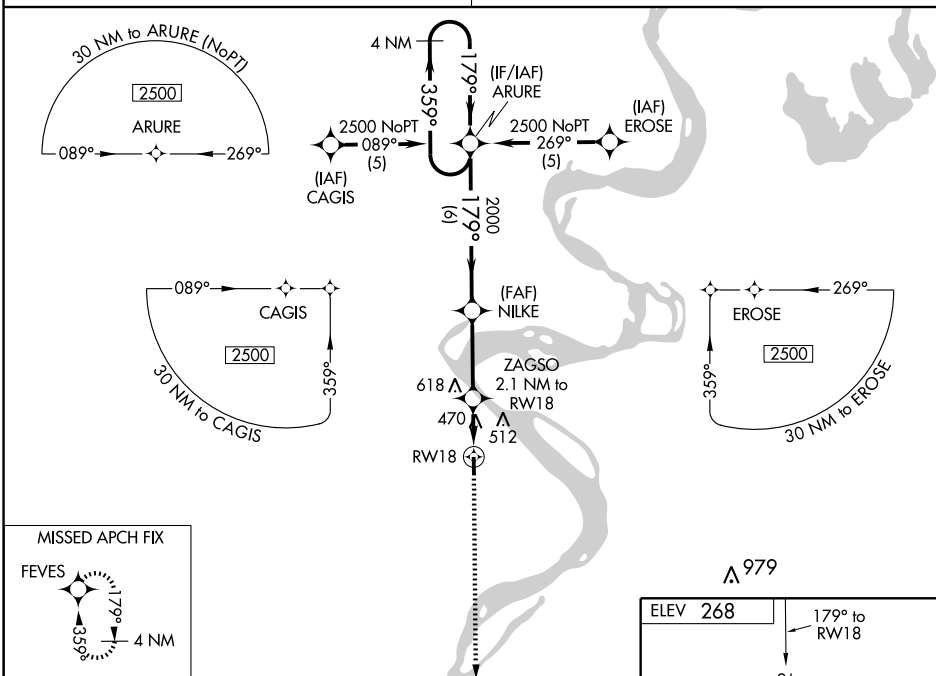 30 NM to ARURE (NoPT)
2500
ARURE
089°
269°
4 NM
359°
179°
(IF/IAF)
ARURE
2500 NoPT
089°
(5)
(IAF)
CAGIS
2500 NoPT
269°
(5)
(IAF)
EROSE
2000
179°
(6)
(FAF)
NILKE
089°
CAGIS
2500
359°
30 NM to CAGIS
EROSE
269°
2500
359°
30 NM to EROSE
ZAGSO
2.1 NM to
RW18
618
470
512
RW18
MISSED APCH FIX
FEVES
179°
359°
4 NM
979
ELEV 268
179° to
RW18